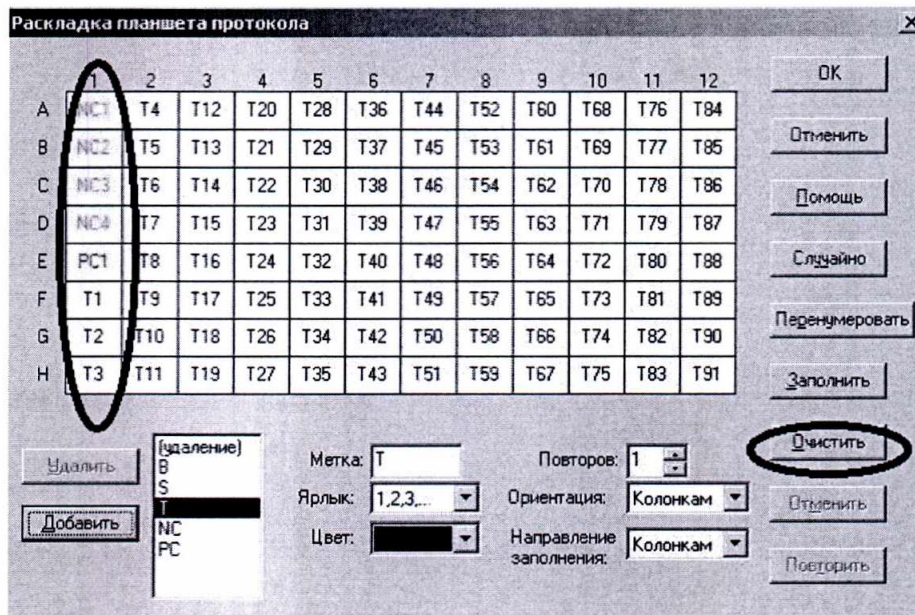 Раскладка планшета протокола
1 2 3 4 5 6 7 8 9 10 11 12
A NC1 T4 T12 T20 T28 T36 T44 T52 T60 T68 T76 T84
B NC2 T5 T13 T21 T29 T37 T45 T53 T61 T69 T77 T85
C NC3 T6 T14 T22 T30 T38 T46 T54 T62 T70 T78 T86
D NC4 T7 T15 T23 T31 T39 T47 T55 T63 T71 T79 T87
E PC1 T8 T16 T24 T32 T40 T48 T56 T64 T72 T80 T88
F T1 T9 T17 T25 T33 T41 T49 T57 T65 T73 T81 T89
G T2 T10 T18 T26 T34 T42 T50 T58 T66 T74 T82 T90
H T3 T11 T19 T27 T35 T43 T51 T59 T67 T75 T83 T91
OK
Отменить
Помощь
Случайно
Перенумеровать
Заполнить
Очистить
Отменить
Повторить
Удалить
Добавить
(удаление)
B
S
T
NC
PC
Метка: T
Ярлык: 1,2,3,...
Цвет:
Повторов: 1
Ориентация: Колонкам
Направление заполнения: Колонкам